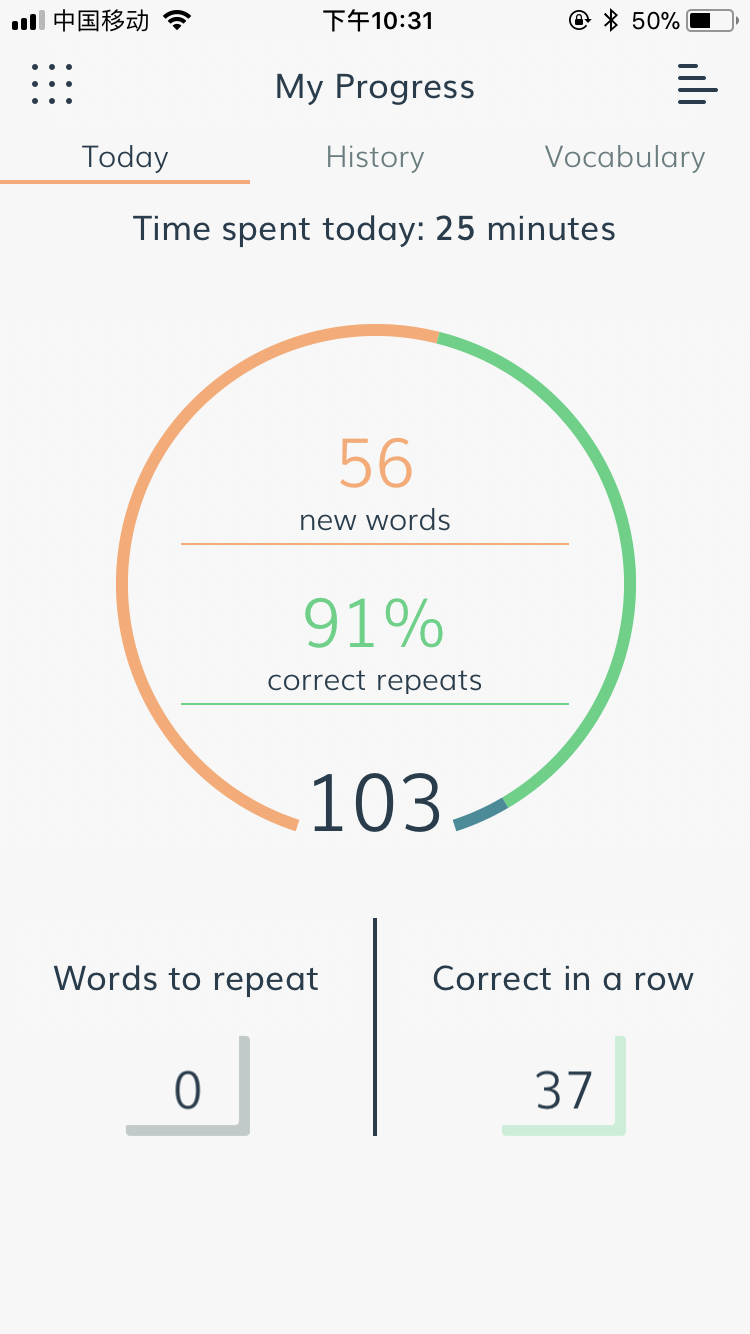 中国移动 下午10:31 50%
My Progress
Today History Vocabulary
Time spent today: 25 minutes
56
new words
91%
correct repeats
103
Words to repeat Correct in a row
0 37